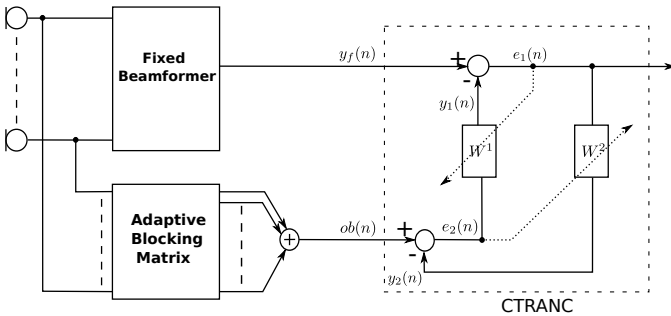 Fixed
Beamformer
y_f(n)
+
-
e_1(n)
y_1(n)
W^1
W^2
Adaptive
Blocking
Matrix
+
ob(n)
+
-
e_2(n)
y_2(n)
CTRANC